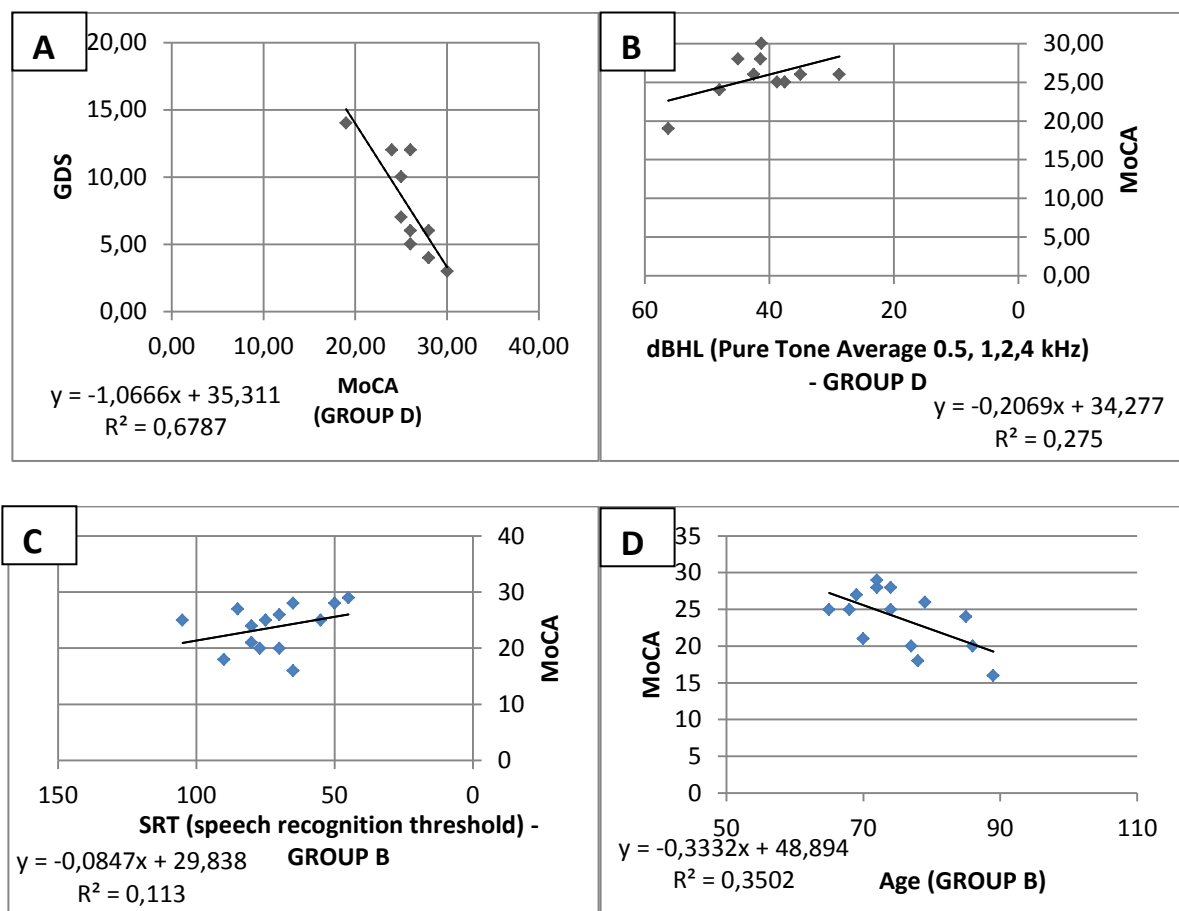 A
20,00
15,00
10,00
5,00
0,00
GDS
0,00 10,00 20,00 30,00 40,00
MoCA
(GROUP D)
y = -1,0666x + 35,311
R² = 0,6787
B
30,00
25,00
20,00
15,00
10,00
5,00
0,00
MoCA
60 40 20 0
dBHL (Pure Tone Average 0.5, 1,2,4 kHz)
- GROUP D
y = -0,2069x + 34,277
R² = 0,275
C
40
30
20
10
0
MoCA
150 100 50 0
SRT (speech recognition threshold) -
GROUP B
y = -0,0847x + 29,838
R² = 0,113
D
35
30
25
20
15
10
5
0
MoCA
50 70 90 110
y = -0,3332x + 48,894
R² = 0,3502
Age (GROUP B)